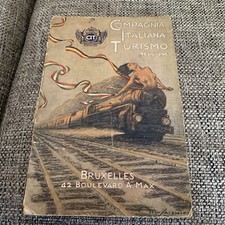 CIT
COMPAGNIA
ITALIANA
TURISMO
BRUXELLES
42 BOULEVARD A. MAX